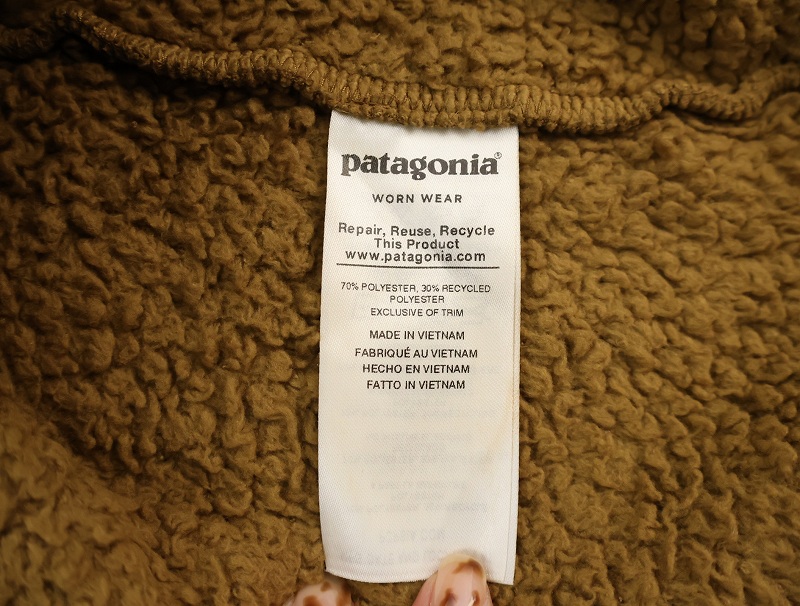 patagonia®
WORN WEAR
Repair, Reuse, Recycle
This Product
www.patagonia.com
70% POLYESTER, 30% RECYCLED
POLYESTER
EXCLUSIVE OF TRIM
MADE IN VIETNAM
FABRIQUÉ AU VIETNAM
HECHO EN VIETNAM
FATTO IN VIETNAM